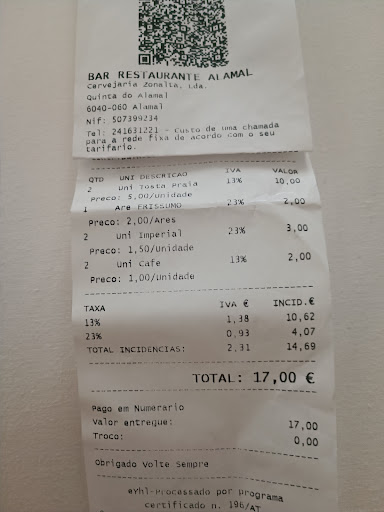 BAR RESTAURANTE ALAMAL
Cervejaria Zonalta, Lda.
Quinta do Alamal
6040-060 Alamal
Nif: 507399234
Tel: 241631221 - Custo de uma chamada
para a rede fixa de acordo com o seu
tarifario.
QTD UNI DESCRICAO IVA VALOR
2 Uni Tosta Praia 13% 10,00
Preco: 5,00/Unidade
1 Are FRISSUMO 23% 2,00
Preco: 2,00/Ares
2 Uni Imperial 23% 3,00
Preco: 1,50/Unidade
2 Uni Cafe 13% 2,00
Preco: 1,00/Unidade
TAXA IVA € INCID.€
13% 1,38 10,62
23% 0,93 4,07
TOTAL INCIDENCIAS: 2,31 14,69
TOTAL: 17,00 €
Pago em Numerario
Valor entregue: 17,00
Troco: 0,00
Obrigado Volte Sempre
eYhl-Processado por programa
certificado n. 196/AT